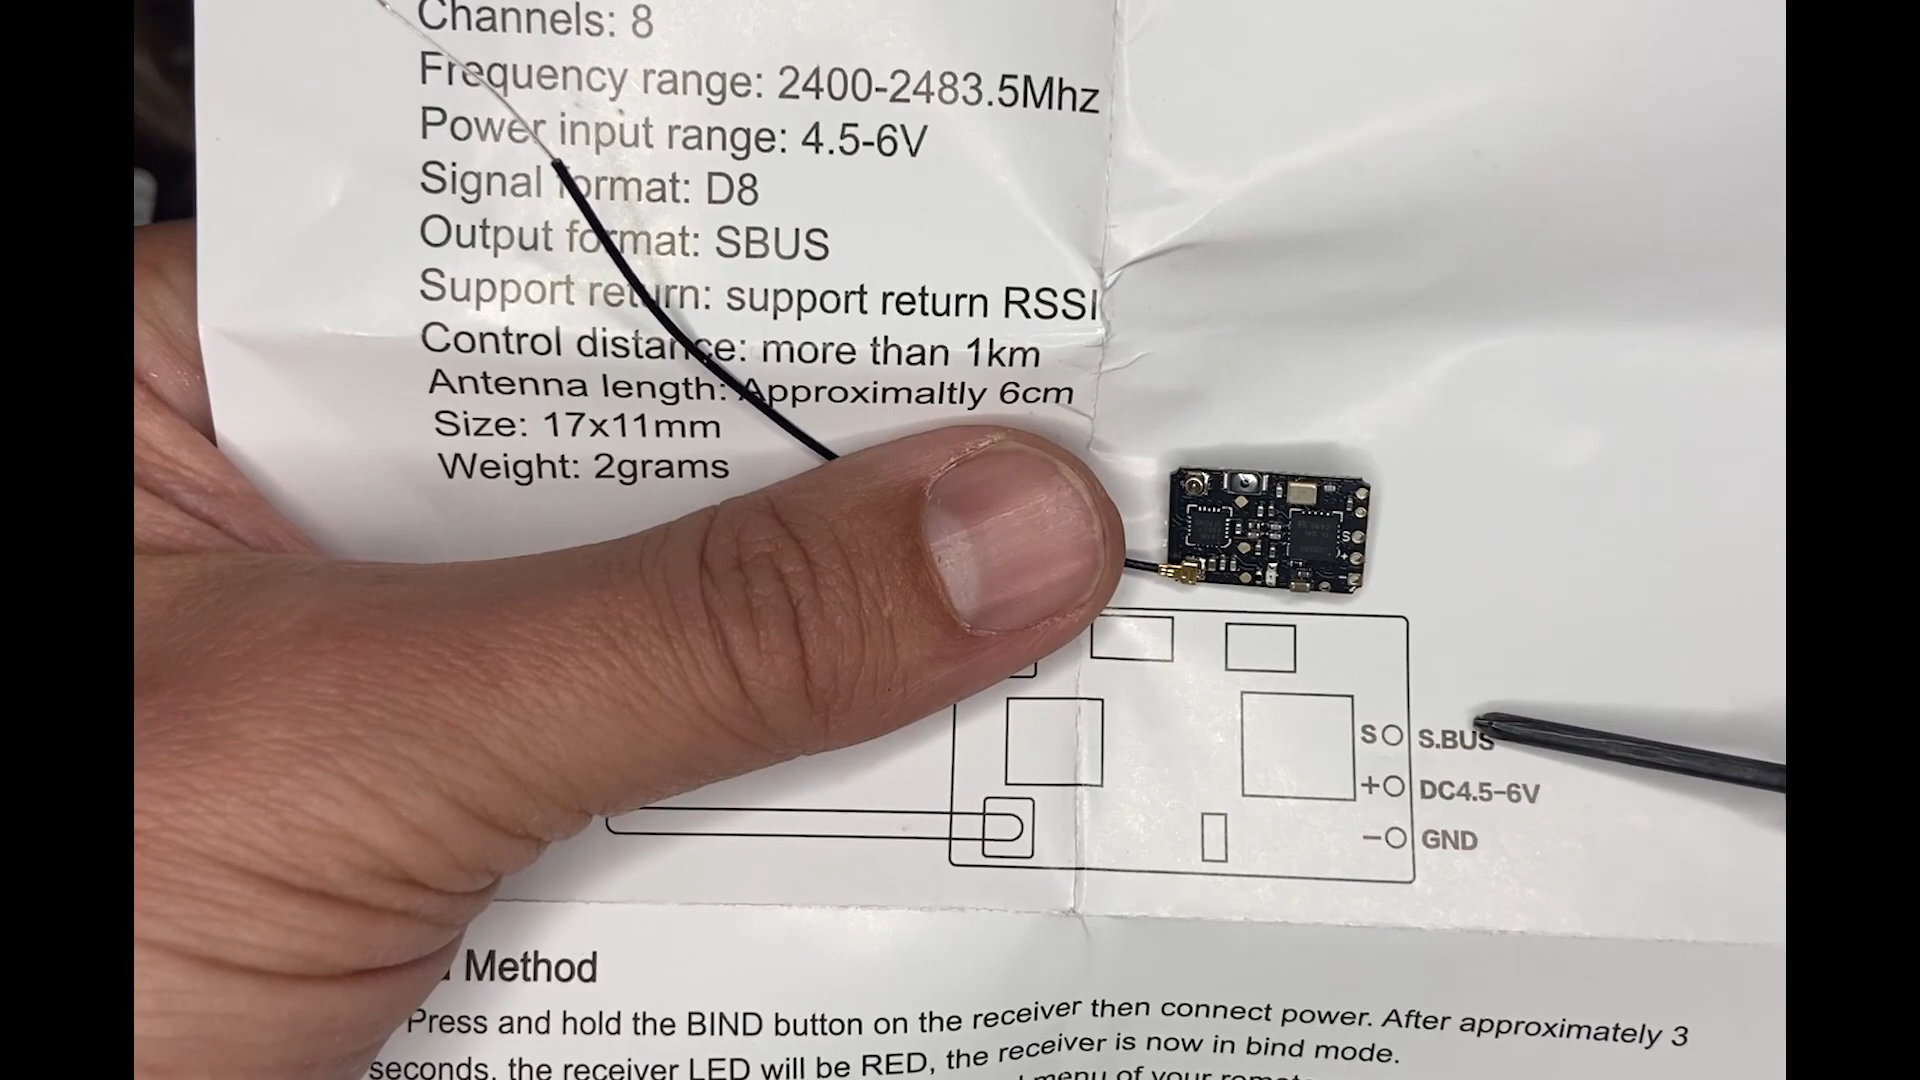 Channels: 8
Frequency range: 2400-2483.5Mhz
Power input range: 4.5-6V
Signal format: D8
Output format: SBUS
Support return: support return RSSI
Control distance: more than 1km
Antenna length: Approximaltly 6cm
Size: 17x11mm
Weight: 2grams
S S.BUS
+ DC4.5-6V
− GND
Method
Press and hold the BIND button on the receiver then connect power. After approximately 3
seconds, the receiver LED will be RED, the receiver is now in bind mode.
menu of your